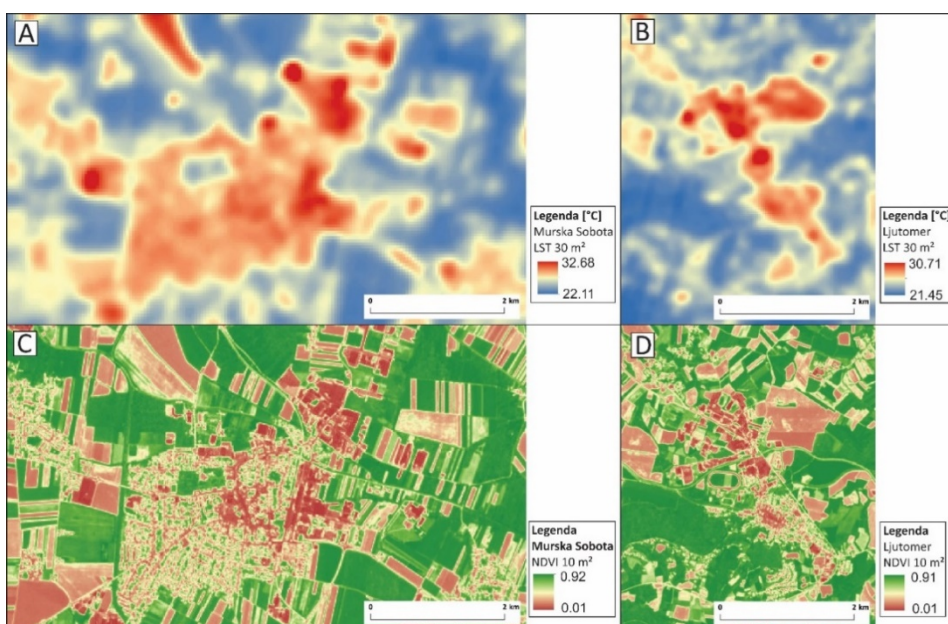 A
Legenda [°C]
Murska Sobota
LST 30 m²
32.68
22.11
0 2 km
B
Legenda [°C]
Ljutomer
LST 30 m²
30.71
21.45
0 2 km
C
Legenda
Murska Sobota
NDVI 10 m²
0.92
0.01
0 2 km
D
Legenda
Ljutomer
NDVI 10 m²
0.91
0.01
0 2 km